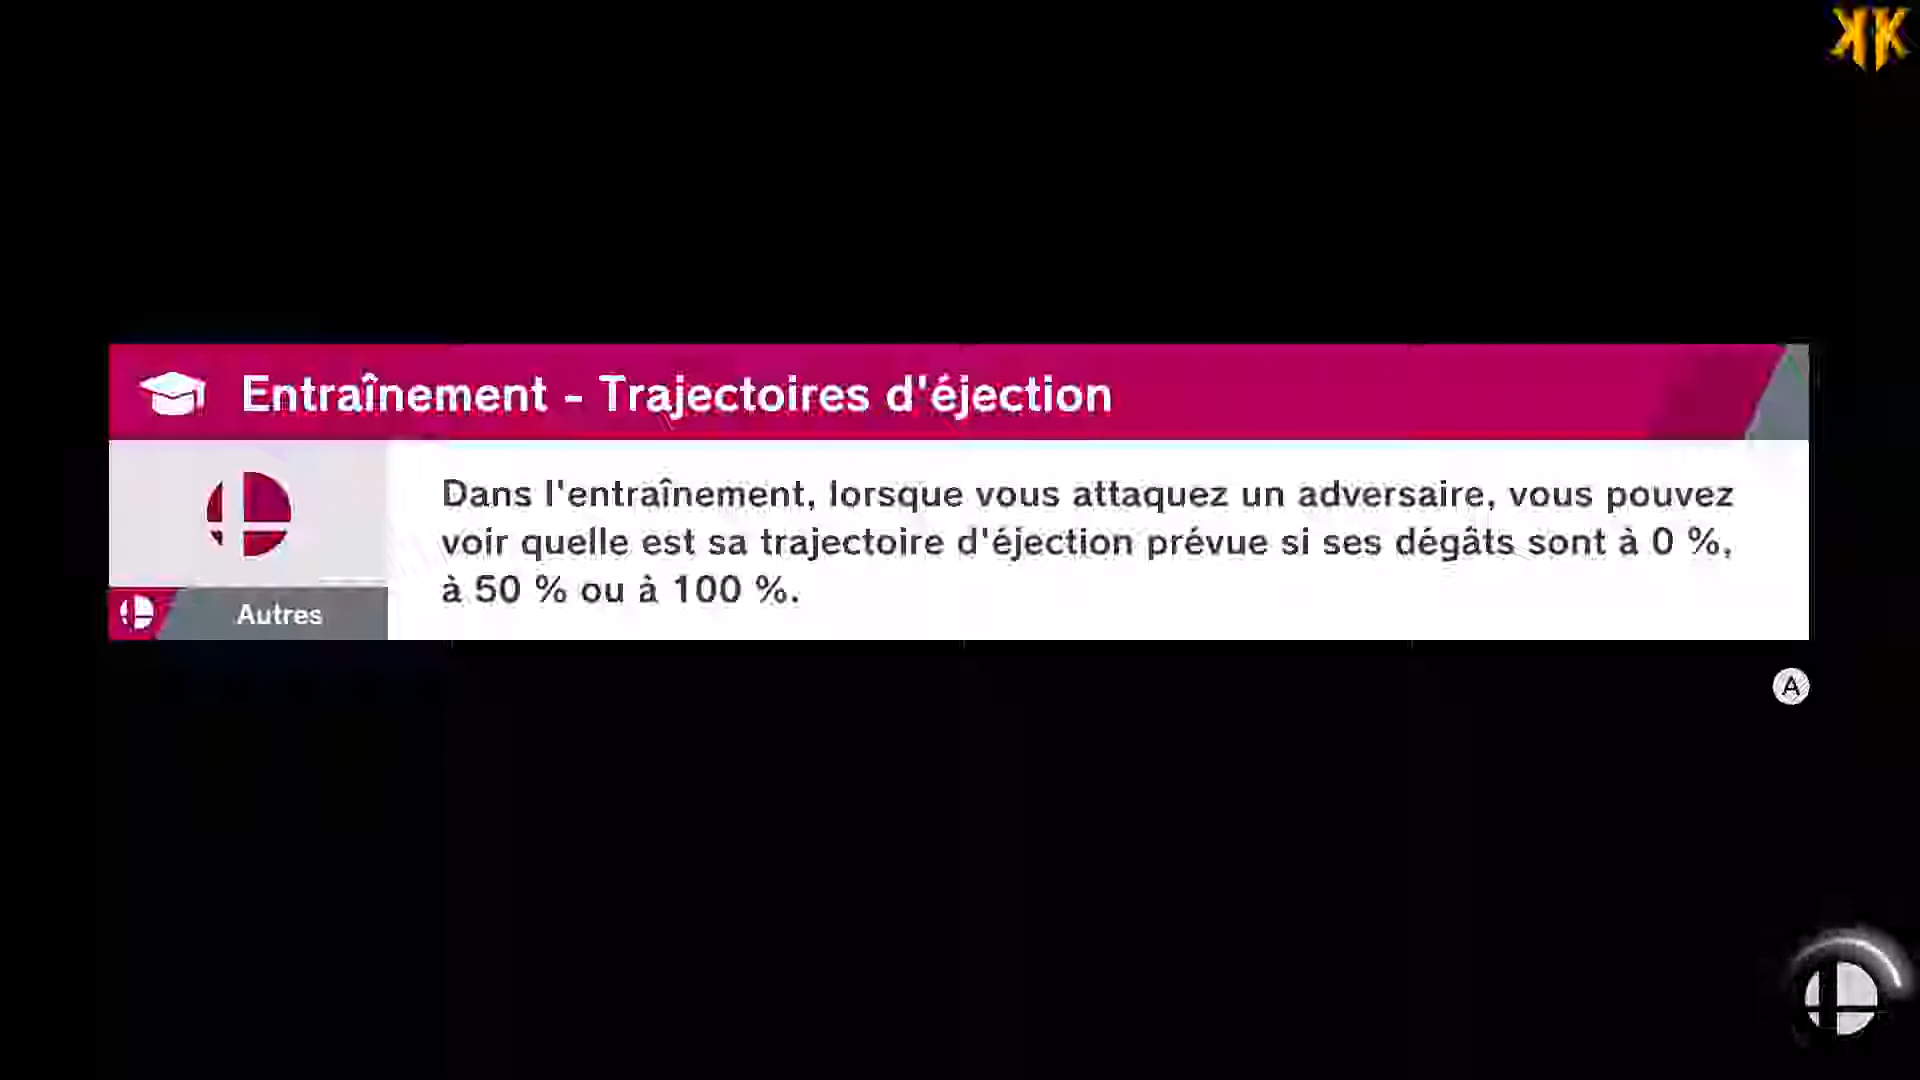 KK
Entraînement - Trajectoires d'éjection
Dans l'entraînement, lorsque vous attaquez un adversaire, vous pouvez
voir quelle est sa trajectoire d'éjection prévue si ses dégâts sont à 0 %,
à 50 % ou à 100 %.
Autres
A